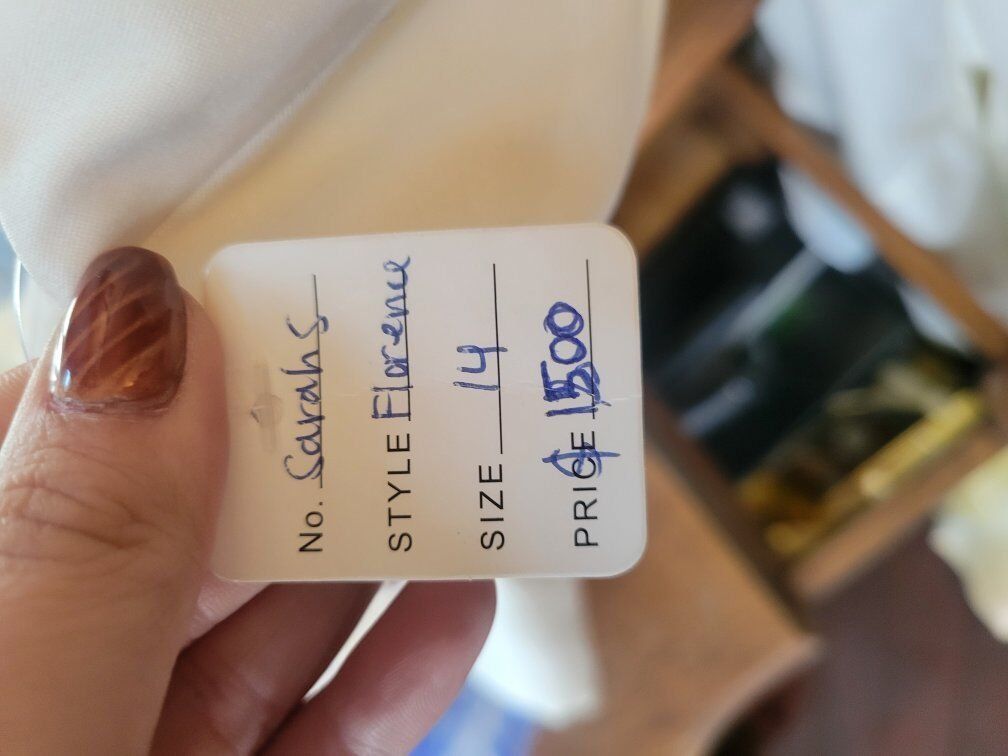 No. Sarahs
STYLE Florence
SIZE 14
PRICE $1500